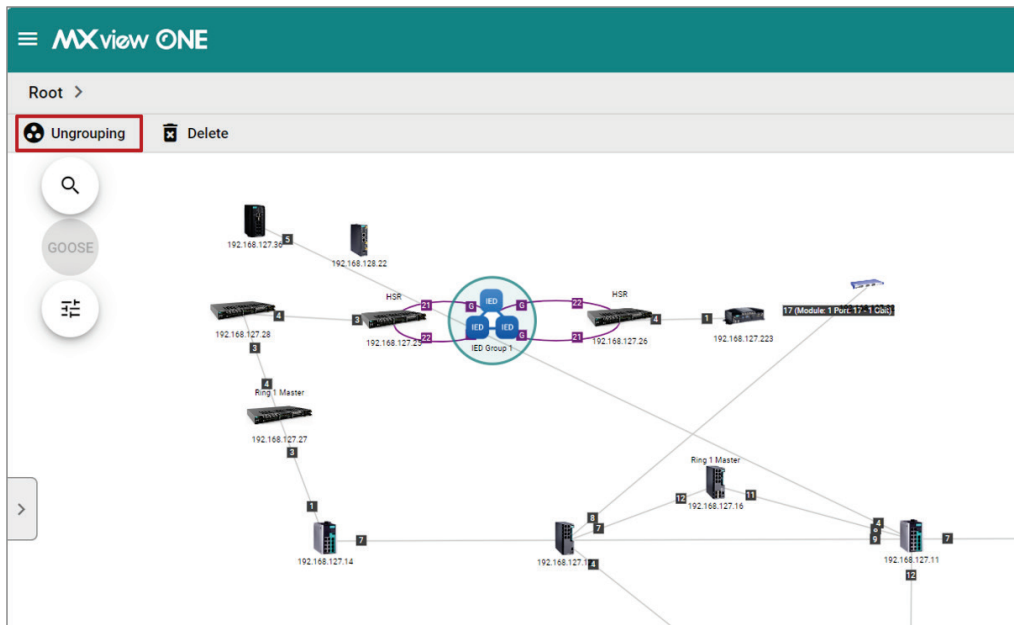 MXview ONE
Root >
Ungrouping
Delete
GOOSE
5
192.168.127.36
192.168.128.22
HSR
21
G
IED
G
22
HSR
17 (Module: 1 Port: 17 - 1 Gbit)
4
3
IED
IED
4
1
192.168.127.28
22
G
21
192.168.127.26
192.168.127.223
IED Group 1
3
4
Ring 1 Master
192.168.127.27
3
Ring 1 Master
12
11
192.168.127.16
1
8
7
4
9
7
7
192.168.127.14
4
192.168.127.11
12